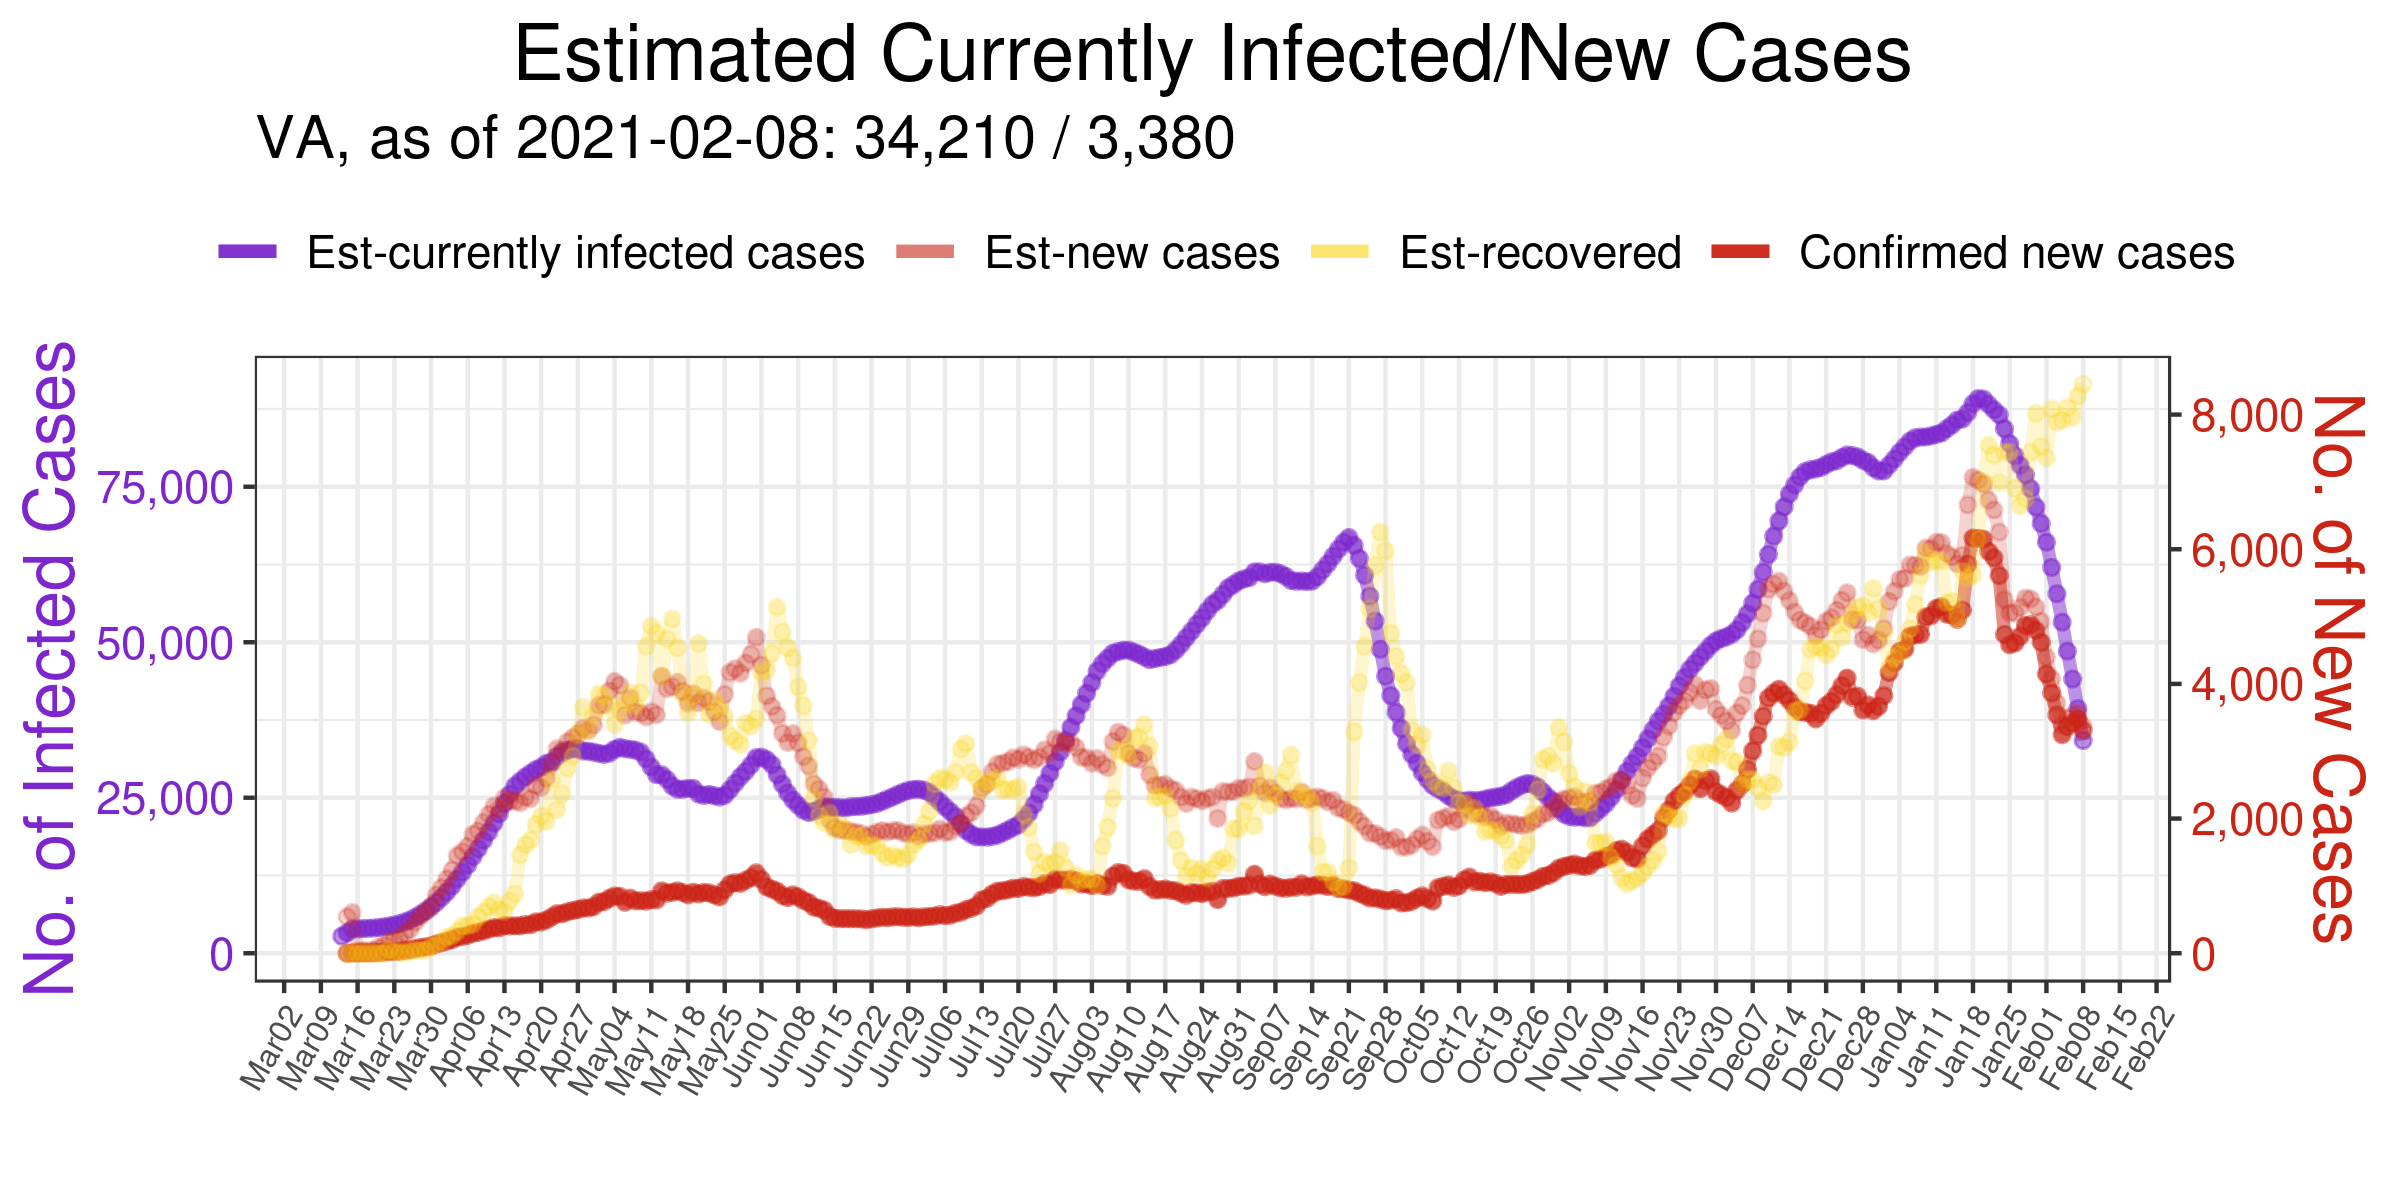 Estimated Currently Infected/New Cases
VA, as of 2021-02-08: 34,210 / 3,380
Est-currently infected cases Est-new cases Est-recovered Confirmed new cases
No. of Infected Cases
75,000
50,000
25,000
0
8,000
6,000
4,000
2,000
0
No. of New Cases
Mar02
Mar09
Mar16
Mar23
Mar30
Apr06
Apr13
Apr20
Apr27
May04
May11
May18
May25
Jun01
Jun08
Jun15
Jun22
Jun29
Jul06
Jul13
Jul20
Jul27
Aug03
Aug10
Aug17
Aug24
Aug31
Sep07
Sep14
Sep21
Sep28
Oct05
Oct12
Oct19
Oct26
Nov02
Nov09
Nov16
Nov23
Nov30
Dec07
Dec14
Dec21
Dec28
Jan04
Jan11
Jan18
Jan25
Feb01
Feb08
Feb15
Feb22